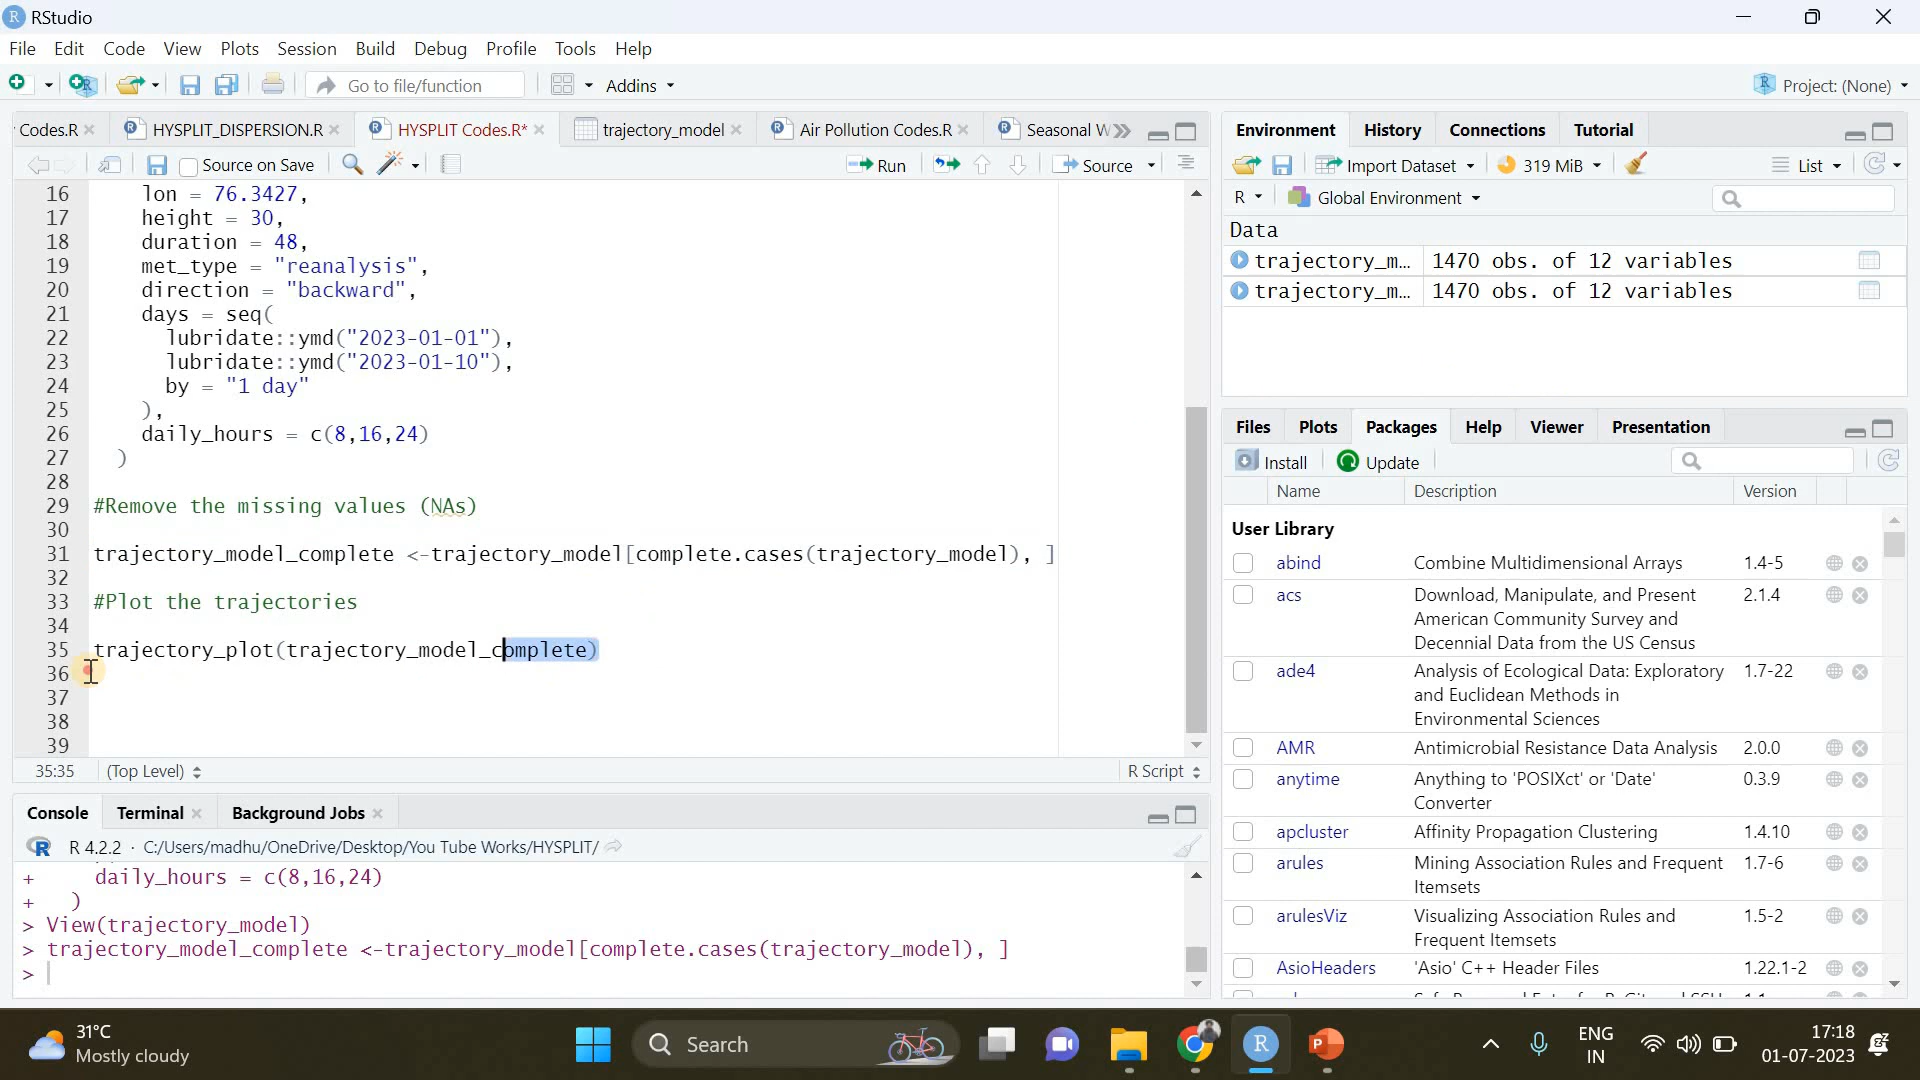 RStudio
File Edit Code View Plots Session Build Debug Profile Tools Help
Go to file/function Addins Project: (None)
Codes.R HYSPLIT_DISPERSION.R HYSPLIT Codes.R* trajectory_model Air Pollution Codes.R Seasonal W
Source on Save Run Source
16 lon = 76.3427,
17 height = 30,
18 duration = 48,
19 met_type = "reanalysis",
20 direction = "backward",
21 days = seq(
22 lubridate::ymd("2023-01-01"),
23 lubridate::ymd("2023-01-10"),
24 by = "1 day"
25 ),
26 daily_hours = c(8,16,24)
27 )
28
29 #Remove the missing values (NAs)
30
31 trajectory_model_complete <-trajectory_model[complete.cases(trajectory_model), ]
32
33 #Plot the trajectories
34
35 trajectory_plot(trajectory_model_complete)
36
37
38
39
35:35 (Top Level) R Script
Console Terminal Background Jobs
R 4.2.2 · C:/Users/madhu/OneDrive/Desktop/You Tube Works/HYSPLIT/
+ daily_hours = c(8,16,24)
+ )
> View(trajectory_model)
> trajectory_model_complete <-trajectory_model[complete.cases(trajectory_model), ]
>
Environment History Connections Tutorial
Import Dataset 319 MiB List
R Global Environment
Data
trajectory_m... 1470 obs. of 12 variables
trajectory_m... 1470 obs. of 12 variables
Files Plots Packages Help Viewer Presentation
Install Update
Name Description Version
User Library
abind Combine Multidimensional Arrays 1.4-5
acs Download, Manipulate, and Present 2.1.4
American Community Survey and
Decennial Data from the US Census
ade4 Analysis of Ecological Data: Exploratory 1.7-22
and Euclidean Methods in
Environmental Sciences
AMR Antimicrobial Resistance Data Analysis 2.0.0
anytime Anything to 'POSIXct' or 'Date' 0.3.9
Converter
apcluster Affinity Propagation Clustering 1.4.10
arules Mining Association Rules and Frequent 1.7-6
Itemsets
arulesViz Visualizing Association Rules and 1.5-2
Frequent Itemsets
AsioHeaders 'Asio' C++ Header Files 1.22.1-2
31°C
Mostly cloudy
Search
ENG
IN
17:18
01-07-2023